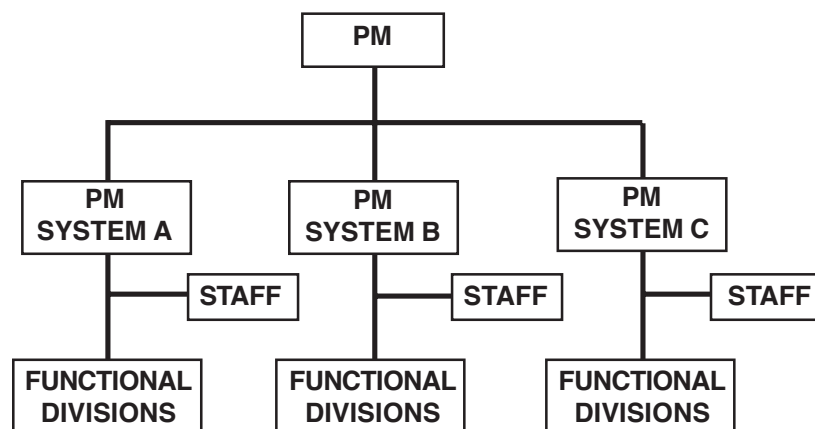 PM
PM
SYSTEM A
PM
SYSTEM B
PM
SYSTEM C
STAFF
STAFF
STAFF
FUNCTIONAL
DIVISIONS
FUNCTIONAL
DIVISIONS
FUNCTIONAL
DIVISIONS